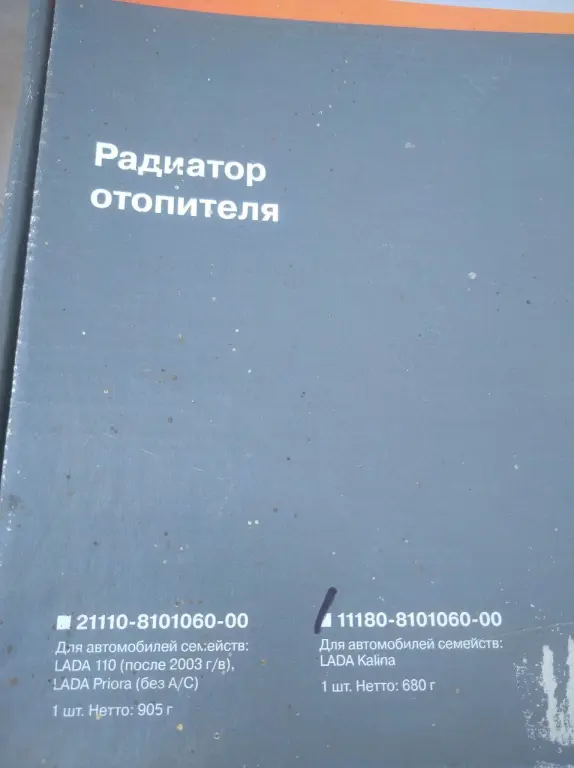 Радиатор
отопителя
21110-8101060-00
Для автомобилей семейств:
LADA 110 (после 2003 г/в),
LADA Priora (без A/C)
1 шт. Нетто: 905 г
11180-8101060-00
Для автомобилей семейств:
LADA Kalina
1 шт. Нетто: 680 г